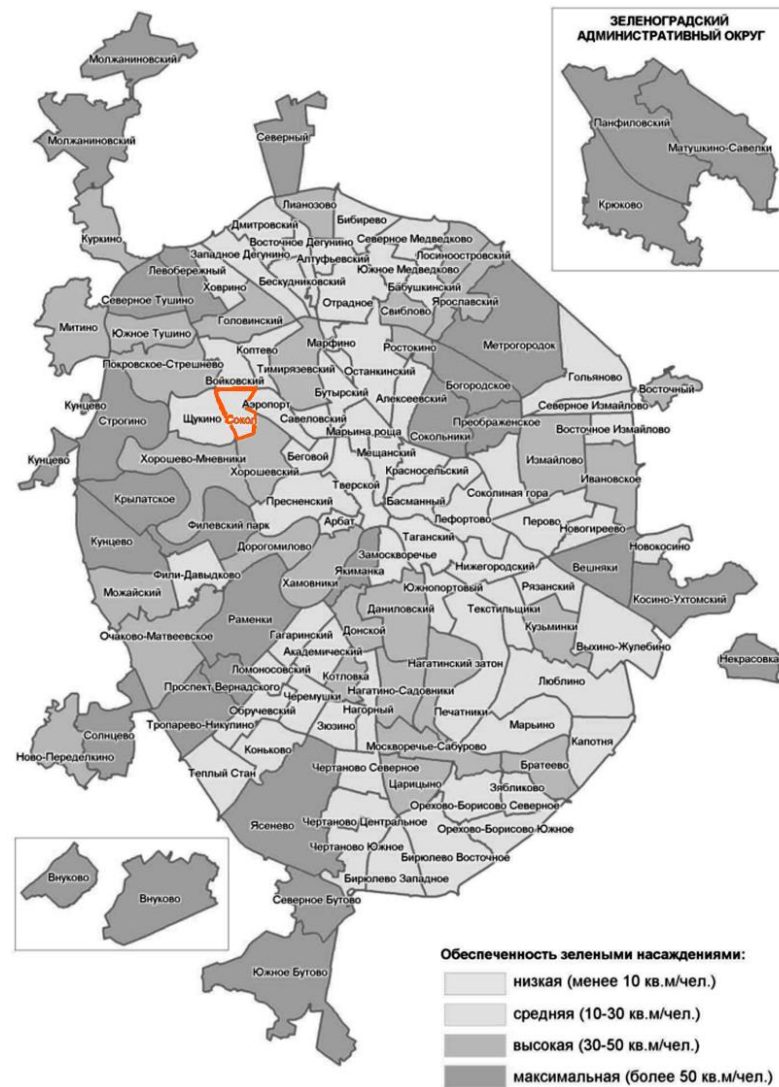 ЗЕЛЕНОГРАДСКИЙ
АДМИНИСТРАТИВНЫЙ ОКРУГ
Молжаниновский
Панфиловский
Молжаниновский
Северный
Матушкино-Савелки
Крюково
Лианозово
Бибирево
Куркино
Дмитровский
Северное Медведково
Восточное Дегунино
Западное Дегунино
Алтуфьевский
Лосиноостровский
Левобережный
Южное Медведково
Ховрино
Бескудниковский
Бабушкинский
Северное Тушино
Отрадное
Ярославский
Митино
Головинский
Свиблово
Южное Тушино
Метрогородок
Коптево
Марфино
Ростокино
Покровское-Стрешнево
Тимирязевский
Останкинский
Гольяново
Войковский
Богородское
Восточный
Бутырский
Алексеевский
Кунцево
Аэропорт
Северное Измайлово
Строгино
Щукино
Сокол
Савеловский
Преображенское
Марьина роща
Сокольники
Восточное Измайлово
Кунцево
Хорошево-Мневники
Беговой
Мещанский
Измайлово
Хорошевский
Красносельский
Ивановское
Тверской
Соколиная гора
Крылатское
Пресненский
Басманный
Филевский парк
Арбат
Лефортово
Перово
Новогиреево
Кунцево
Дорогомилово
Таганский
Замоскворечье
Новокосино
Фили-Давыдково
Якиманка
Нижегородский
Вешняки
Хамовники
Южнопортовый
Рязанский
Можайский
Косино-Ухтомский
Даниловский
Текстильщики
Раменки
Кузьминки
Очаково-Матвеевское
Гагаринский
Донской
Выхино-Жулебино
Академический
Некрасовка
Нагатинский затон
Ломоносовский
Котловка
Люблино
Проспект Вернадского
Черемушки
Нагатино-Садовники
Обручевский
Нагорный
Печатники
Тропарево-Никулино
Зюзино
Марьино
Солнцево
Коньково
Москворечье-Сабурово
Капотня
Ново-Переделкино
Чертаново Северное
Братеево
Теплый Стан
Царицыно
Зябликово
Орехово-Борисово Северное
Ясенево
Чертаново Центральное
Орехово-Борисово Южное
Чертаново Южное
Бирюлево Восточное
Внуково
Бирюлево Западное
Внуково
Северное Бутово
Южное Бутово
Обеспеченность зелеными насаждениями:
низкая (менее 10 кв.м/чел.)
средняя (10-30 кв.м/чел.)
высокая (30-50 кв.м/чел.)
максимальная (более 50 кв.м/чел.)